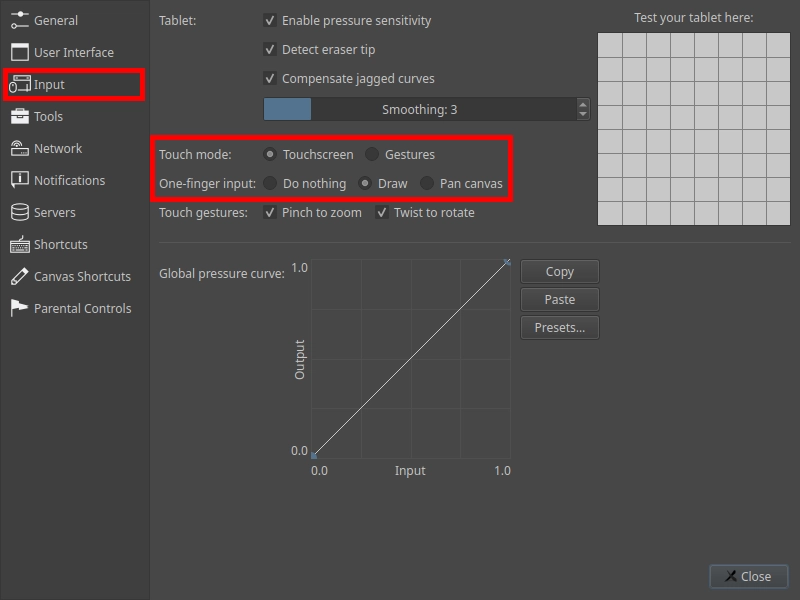 General
User Interface
Input
Tools
Network
Notifications
Servers
Shortcuts
Canvas Shortcuts
Parental Controls
Tablet:
Enable pressure sensitivity
Detect eraser tip
Compensate jagged curves
Smoothing: 3
Test your tablet here:
Touch mode: Touchscreen Gestures
One-finger input: Do nothing Draw Pan canvas
Touch gestures: Pinch to zoom Twist to rotate
Global pressure curve:
1.0
Output
0.0
0.0 Input 1.0
Copy
Paste
Presets...
Close